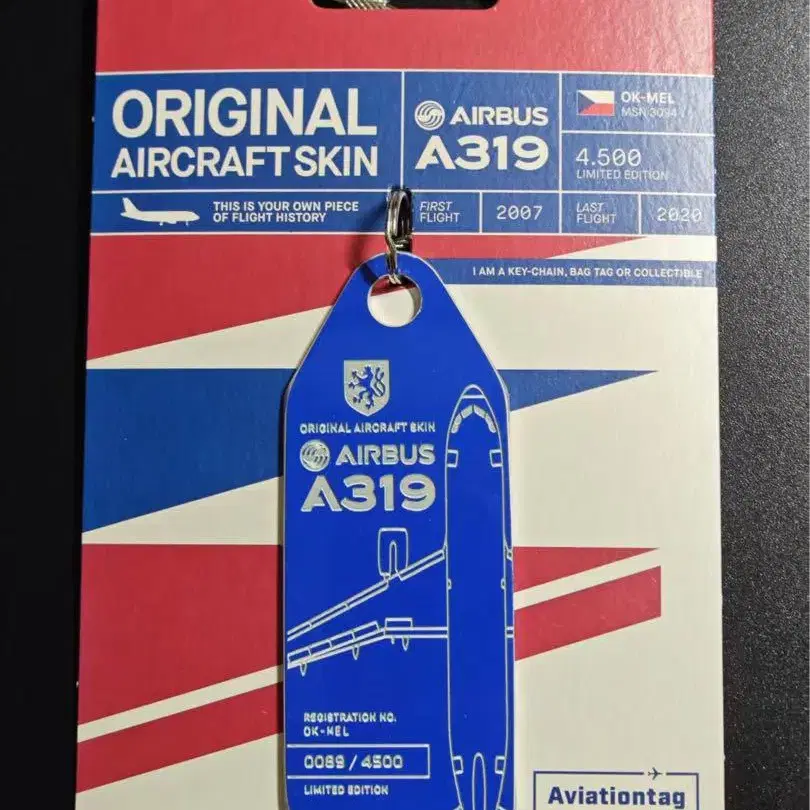 ORIGINAL
AIRCRAFT SKIN
AIRBUS
A319
OK-MEL
MSN 3094
4.500
LIMITED EDITION
THIS IS YOUR OWN PIECE
OF FLIGHT HISTORY
FIRST
FLIGHT
2007
LAST
FLIGHT
2020
I AM A KEY-CHAIN, BAG TAG OR COLLECTIBLE
ORIGINAL AIRCRAFT SKIN
AIRBUS
A319
REGISTRATION NO.
OK-MEL
0089 / 4500
LIMITED EDITION
Aviationtag